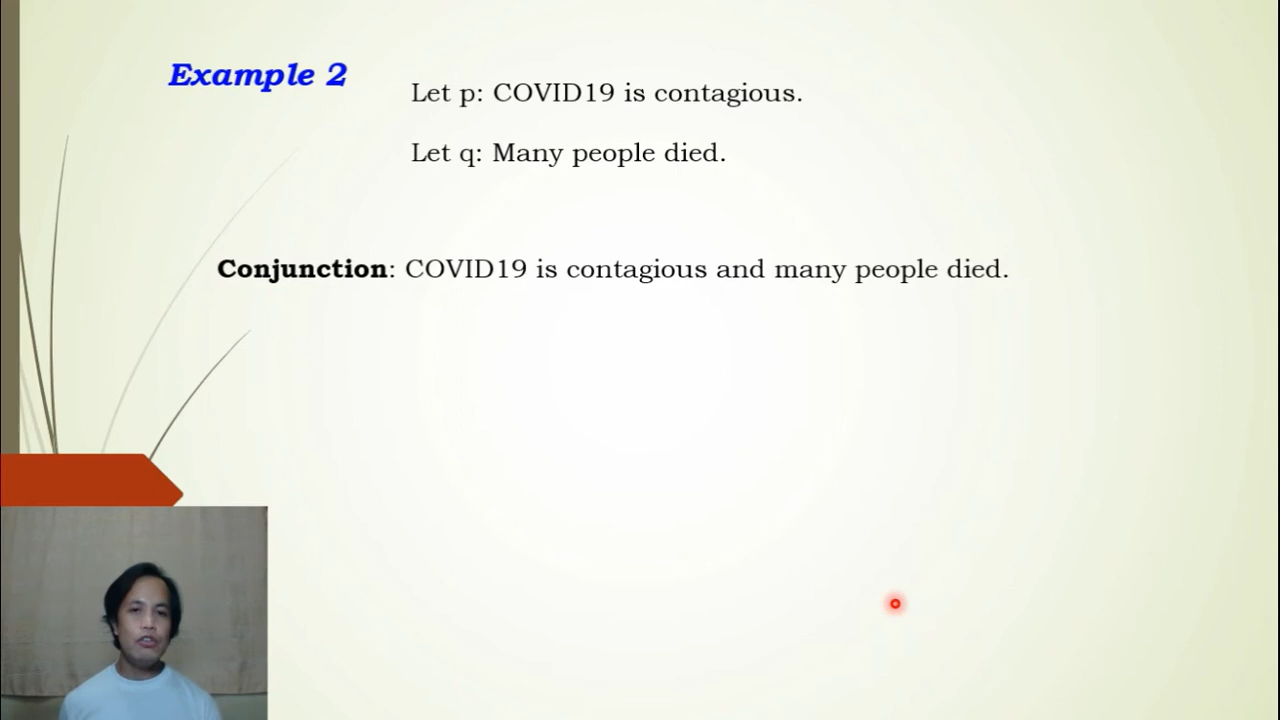 Example 2
Let p: COVID19 is contagious.
Let q: Many people died.
Conjunction: COVID19 is contagious and many people died.